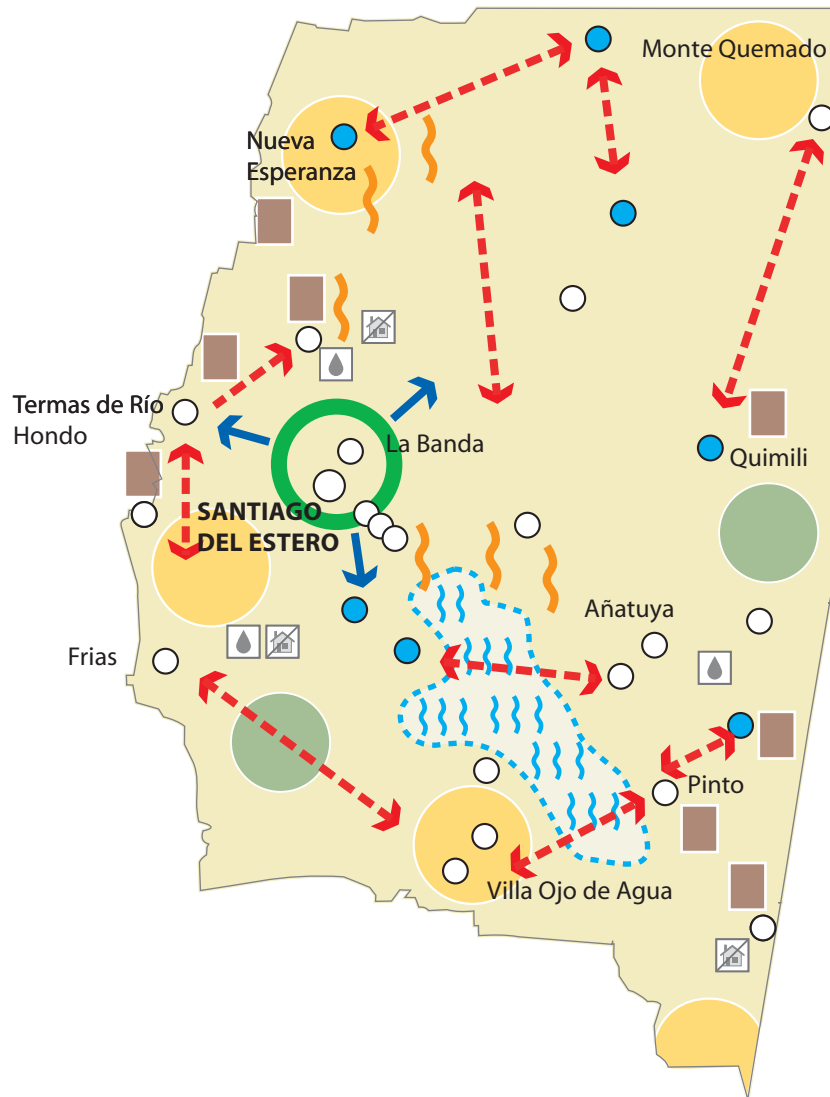 Monte Quemado
Nueva
Esperanza
Termas de Río
Hondo
La Banda
Quimili
SANTIAGO
DEL ESTERO
Añatuya
Frias
Pinto
Villa Ojo de Agua